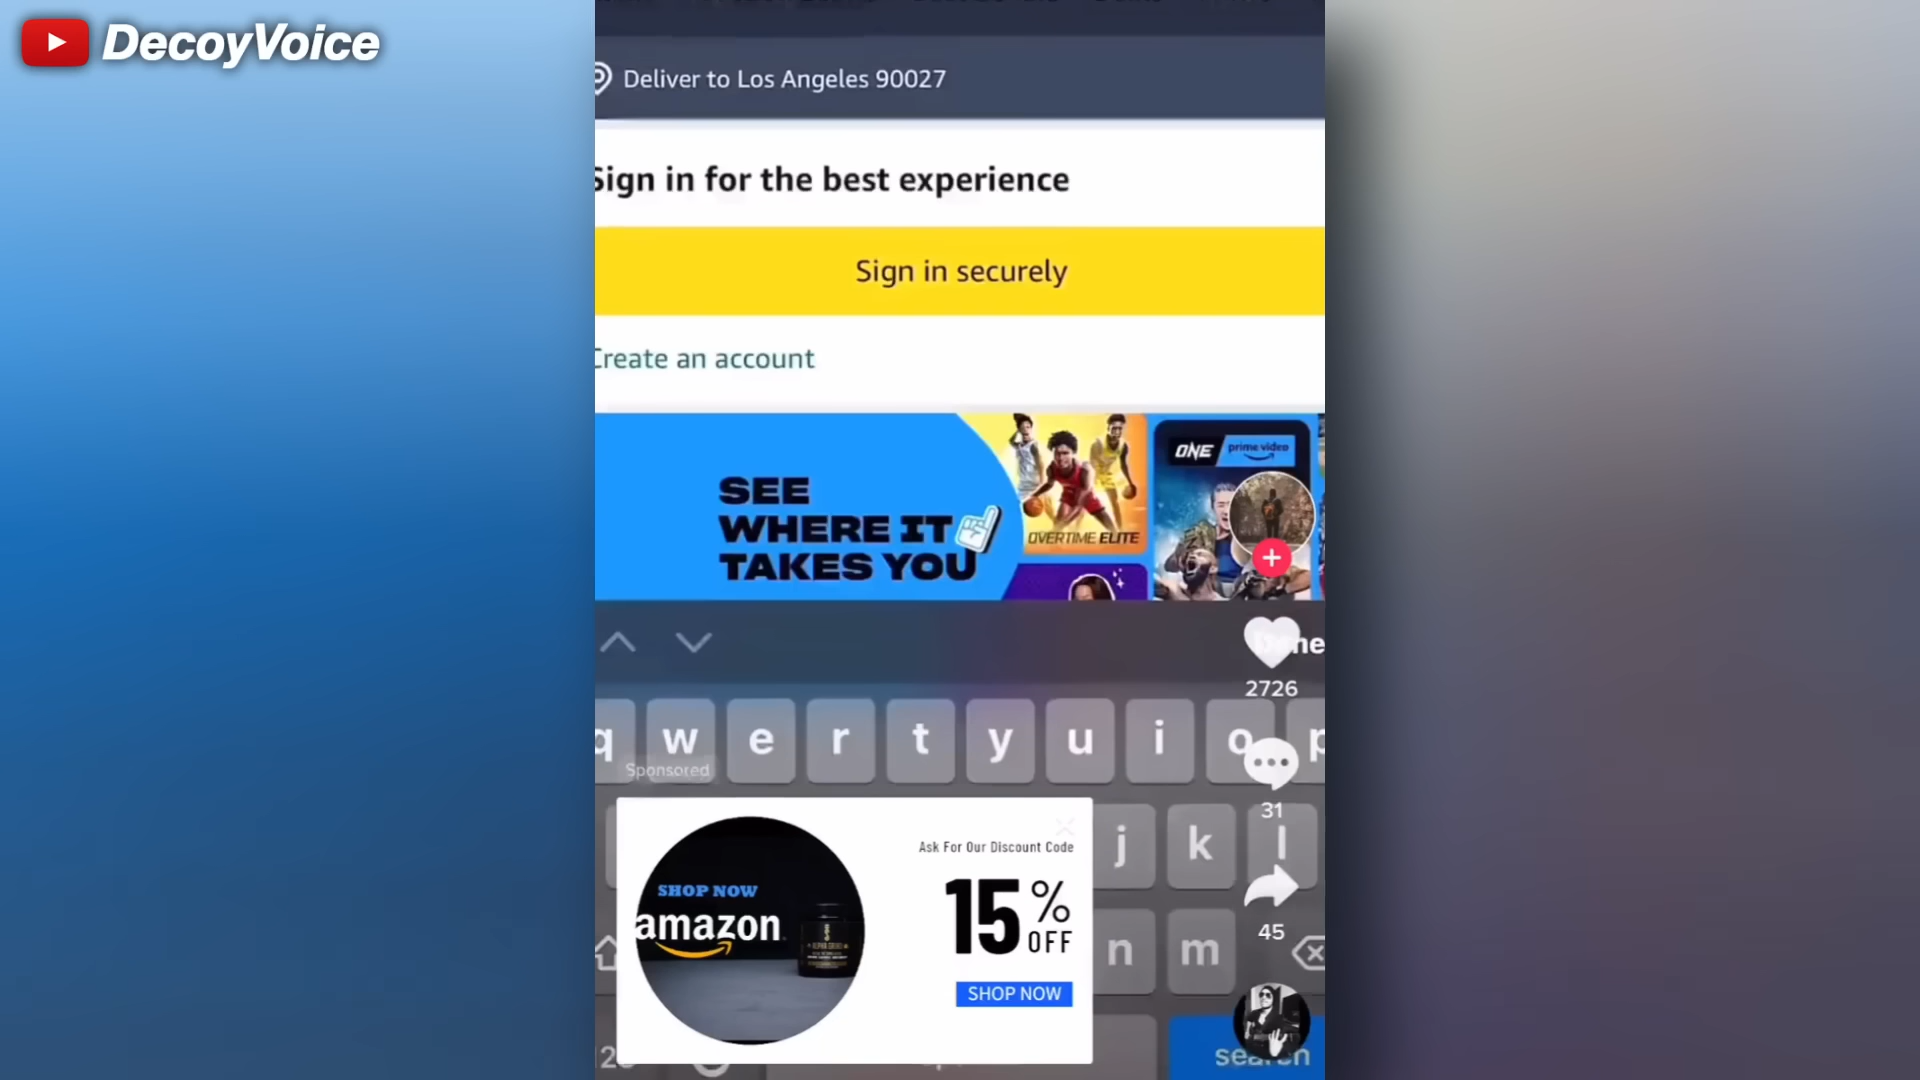 DecoyVoice
Deliver to Los Angeles 90027
Sign in for the best experience
Sign in securely
Create an account
SEE
WHERE IT
TAKES YOU
OVERTIME ELITE
ONE prime video
Done
2726
q w e r t y u i o p
Sponsored
31
j k l
Ask For Our Discount Code
15% OFF
SHOP NOW
SHOP NOW
amazon
n m
45
search